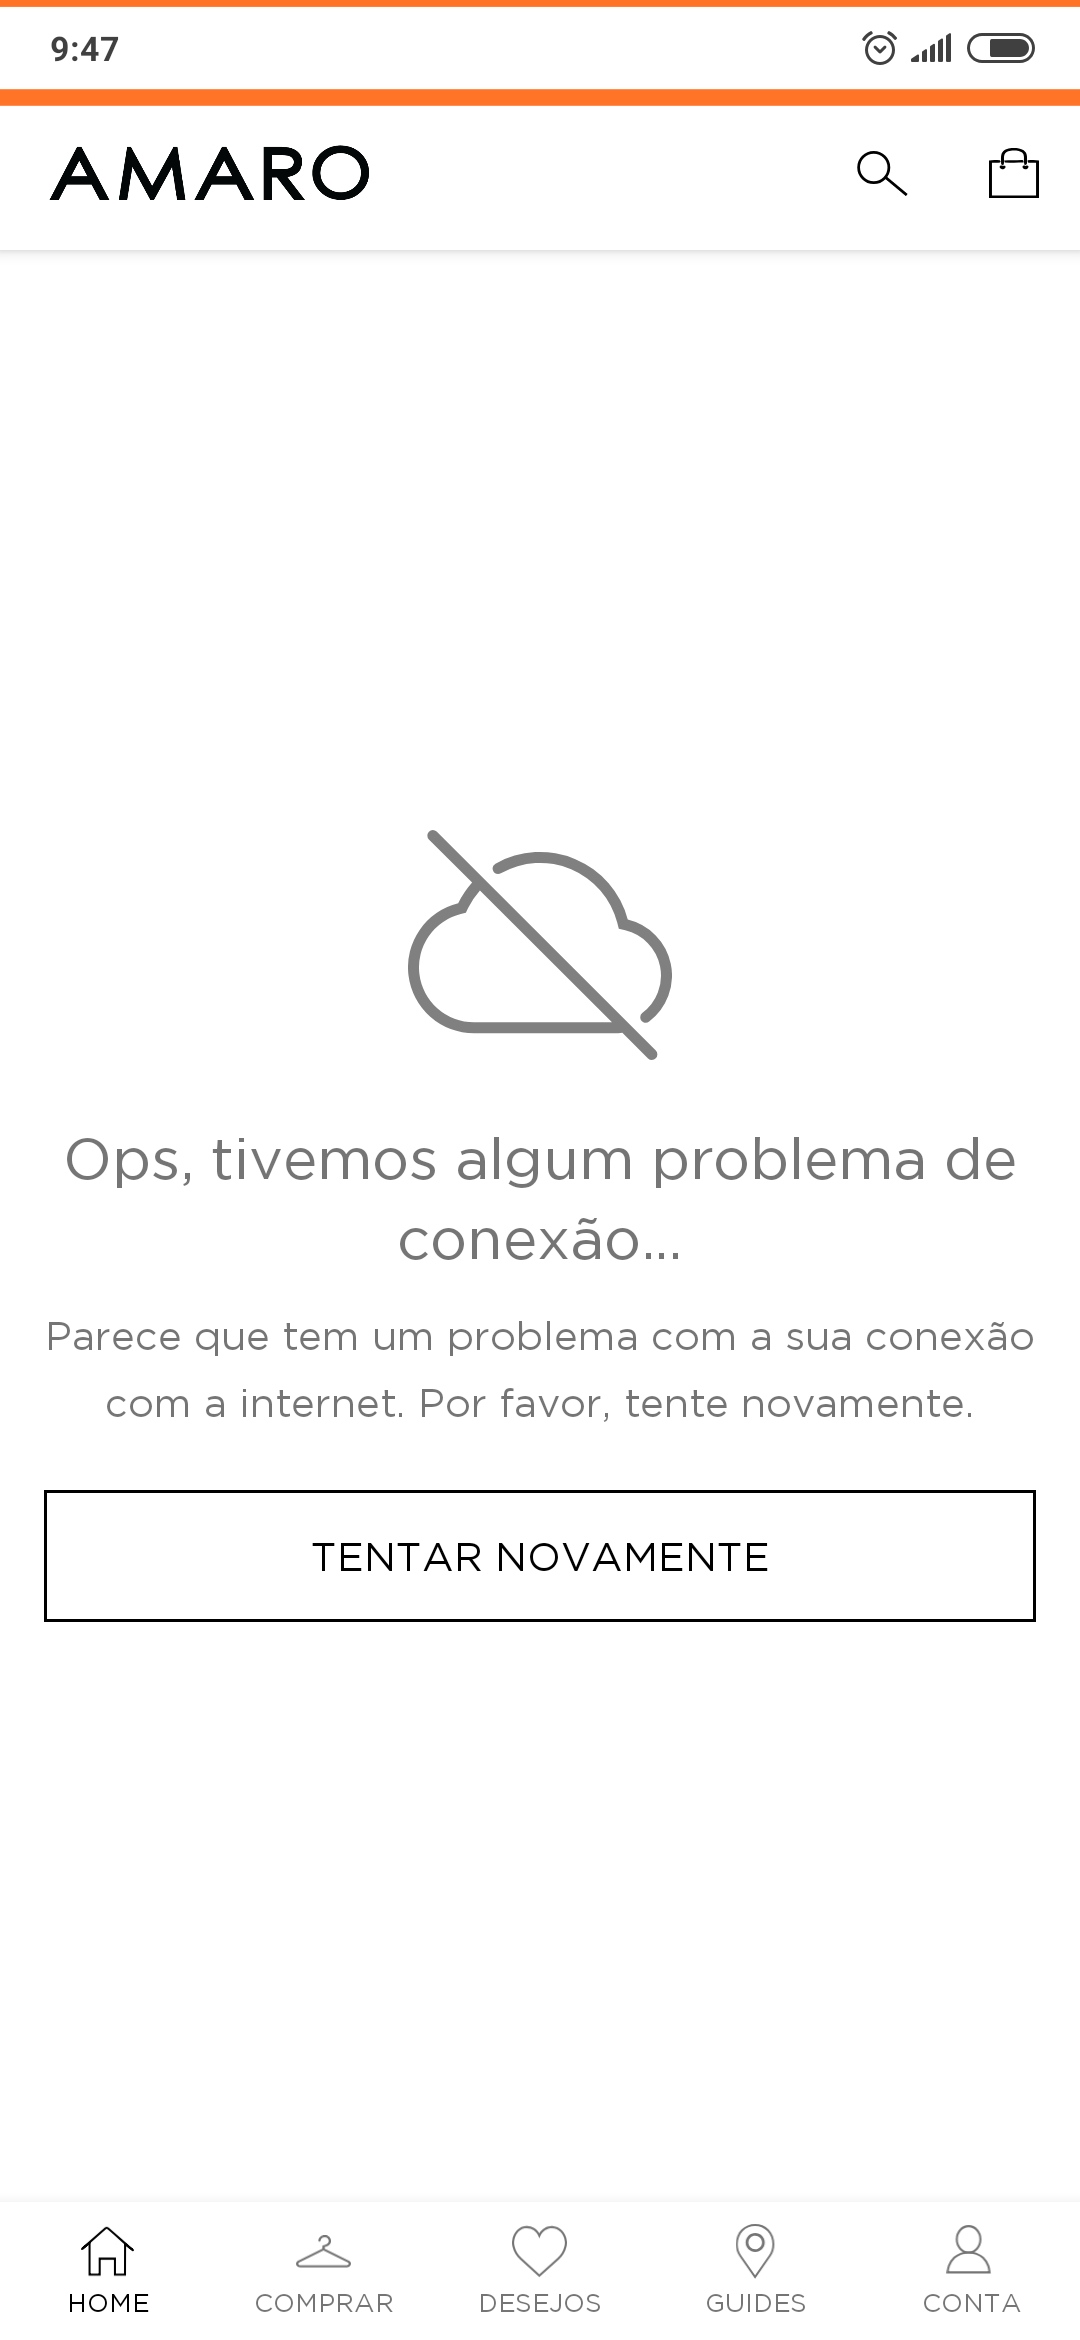 9:47
AMARO
Ops, tivemos algum problema de
conexão...
Parece que tem um problema com a sua conexão
com a internet. Por favor, tente novamente.
TENTAR NOVAMENTE
HOME
COMPRAR
DESEJOS
GUIDES
CONTA